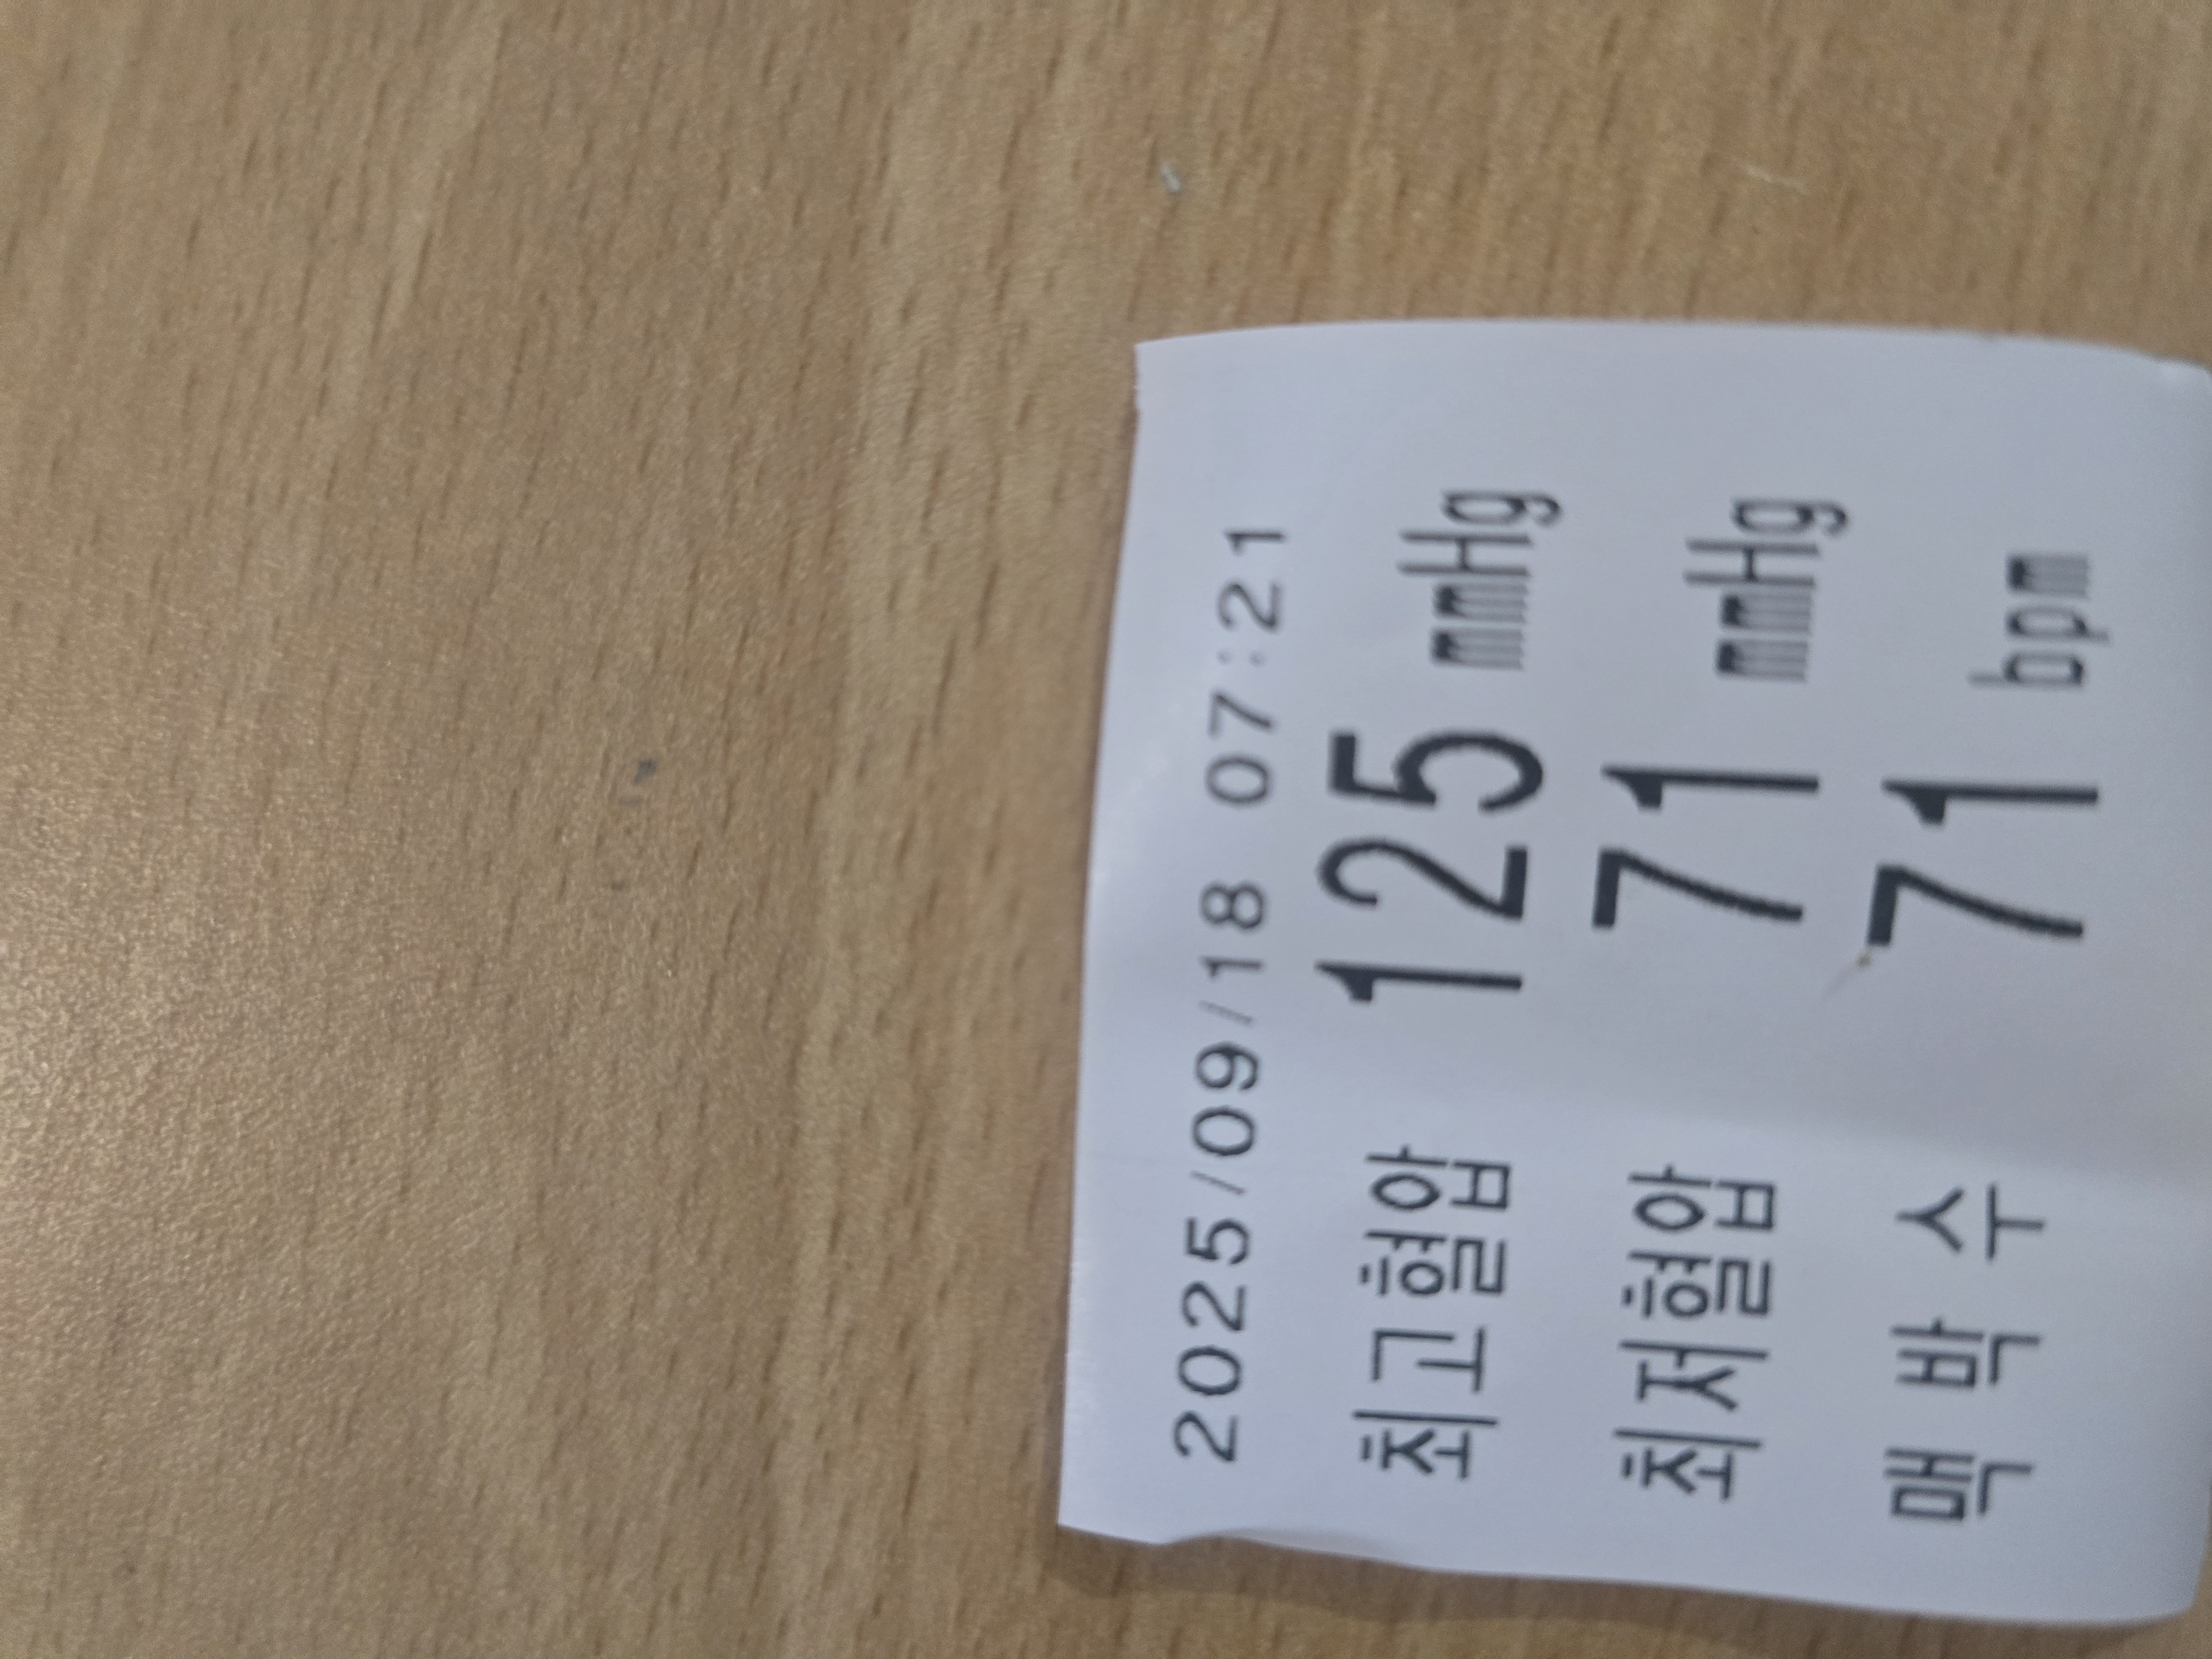 2025/09/18 07:21
최고혈압 125 mmHg
최저혈압 71 mmHg
맥 박 수 71 bpm